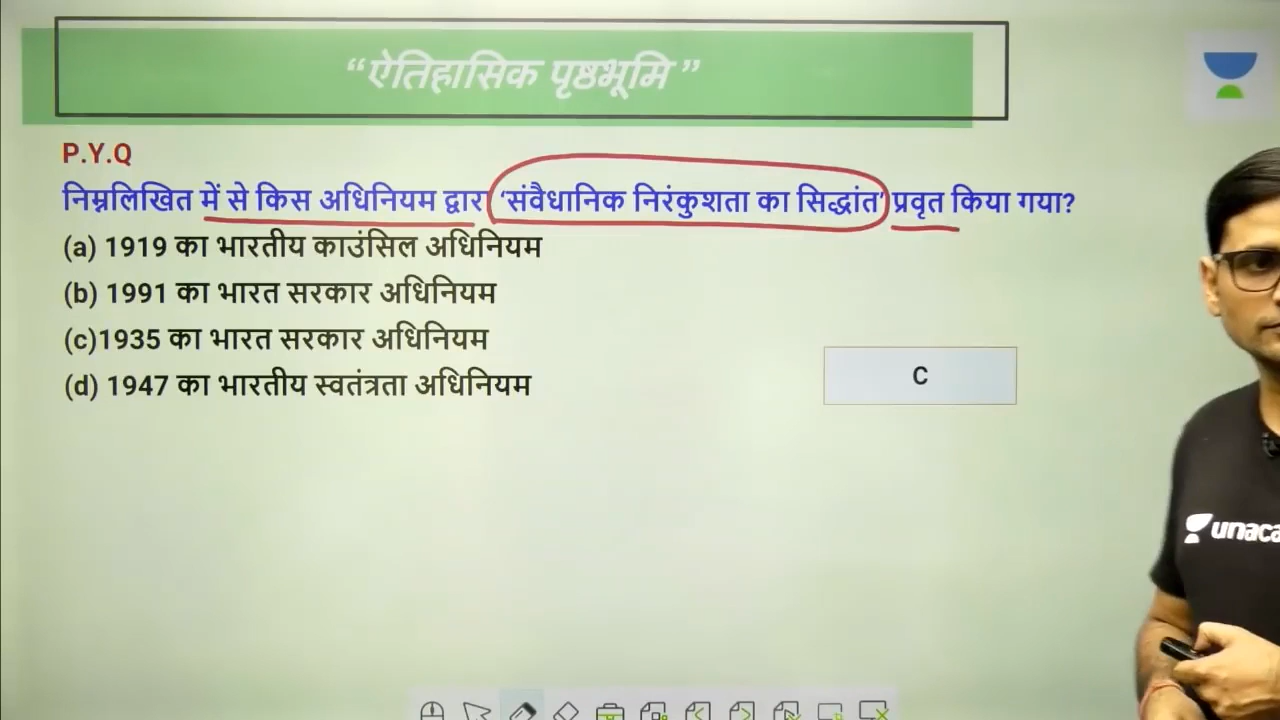 “ऐतिहासिक पृष्ठभूमि”
P.Y.Q
निम्नलिखित में से किस अधिनियम द्वार ‘संवैधानिक निरंकुशता का सिद्धांत’ प्रवृत किया गया?
(a) 1919 का भारतीय काउंसिल अधिनियम
(b) 1991 का भारत सरकार अधिनियम
(c)1935 का भारत सरकार अधिनियम
(d) 1947 का भारतीय स्वतंत्रता अधिनियम
C
unaca